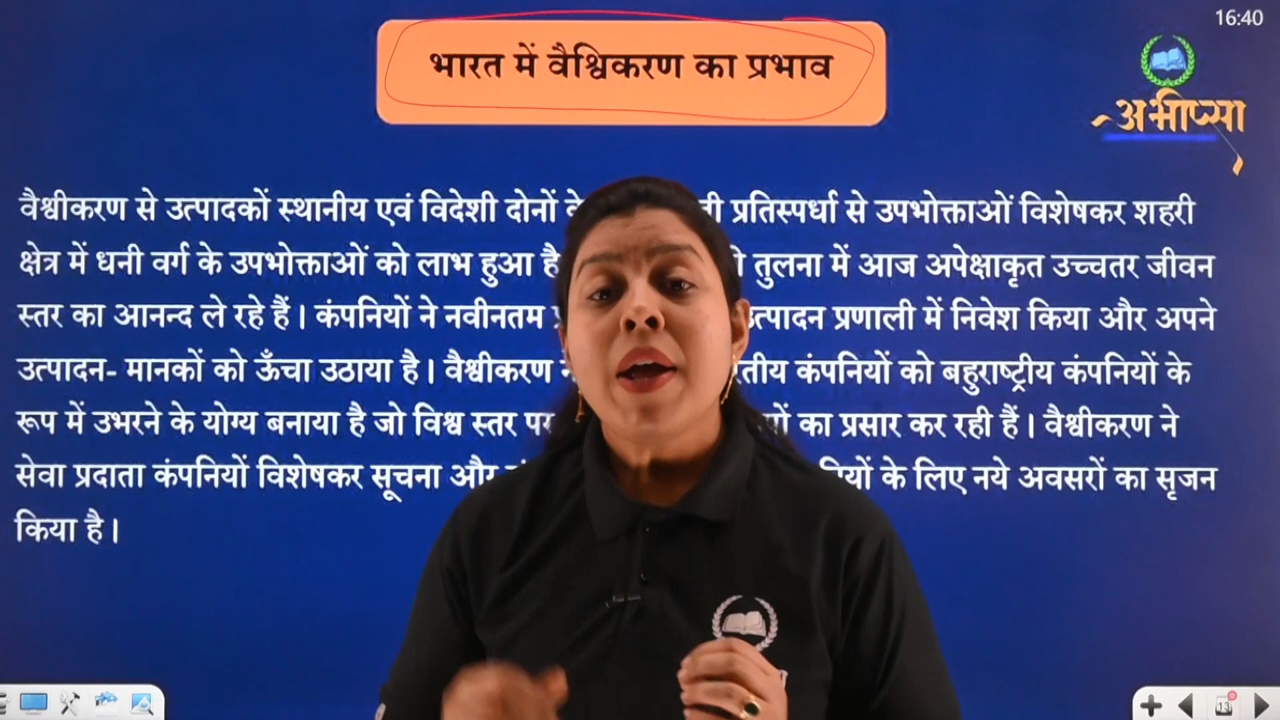 16:40
भारत में वैश्विकरण का प्रभाव
अभीप्सा
वैश्वीकरण से उत्पादकों स्थानीय एवं विदेशी दोनों प्रतिस्पर्धा से उपभोक्ताओं विशेषकर शहरी
क्षेत्र में धनी वर्ग के उपभोक्ताओं को लाभ हुआ तुलना में आज अपेक्षाकृत उच्चतर जीवन
स्तर का आनन्द ले रहे हैं। कंपनियों ने नवीनतम उत्पादन प्रणाली में निवेश किया और अपने
उत्पादन- मानकों को ऊँचा उठाया है। वैश्वीकरण कंपनियों को बहुराष्ट्रीय कंपनियों के
रूप में उभरने के योग्य बनाया है जो विश्व स्तर का प्रसार कर रही हैं। वैश्वीकरण ने
सेवा प्रदाता कंपनियों विशेषकर सूचना और के लिए नये अवसरों का सृजन
किया है।
13